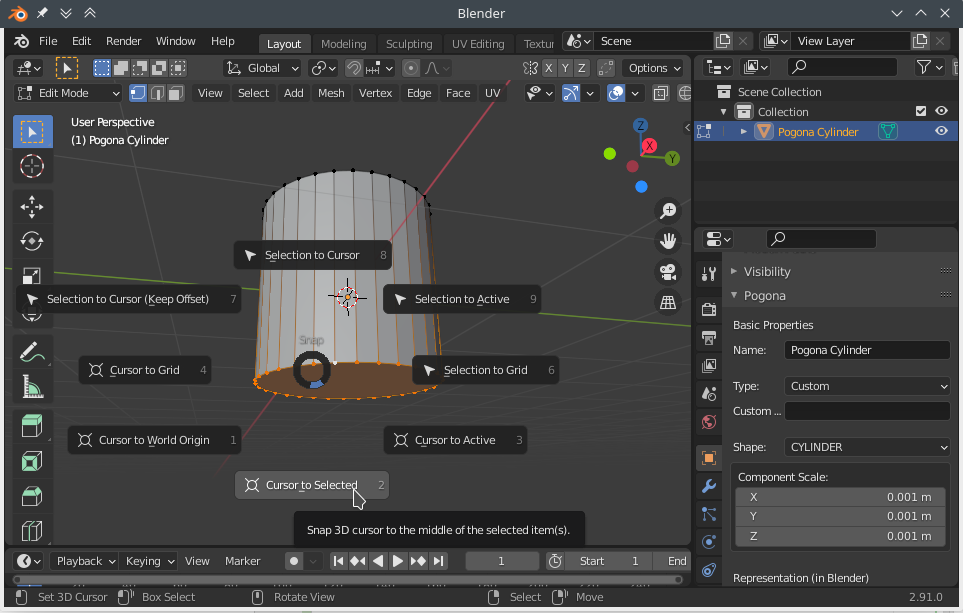 Blender
File Edit Render Window Help Layout Modeling Sculpting UV Editing Textur Scene View Layer
Global X Y Z Options
Edit Mode View Select Add Mesh Vertex Edge Face UV
User Perspective
(1) Pogona Cylinder
Z
X
Y
Scene Collection
Collection
Pogona Cylinder
Selection to Cursor 8
Selection to Cursor (Keep Offset) 7
Selection to Active 9
Snap
Cursor to Grid 4
Selection to Grid 6
Cursor to World Origin 1
Cursor to Active 3
Cursor to Selected 2
Snap 3D cursor to the middle of the selected item(s).
Visibility
Pogona
Basic Properties
Name: Pogona Cylinder
Type: Custom
Custom ...
Shape: CYLINDER
Component Scale:
X 0.001 m
Y 0.001 m
Z 0.001 m
Representation (in Blender)
Playback Keying View Marker 1 Start 1 End
Set 3D Cursor Box Select Rotate View Select Move 2.91.0